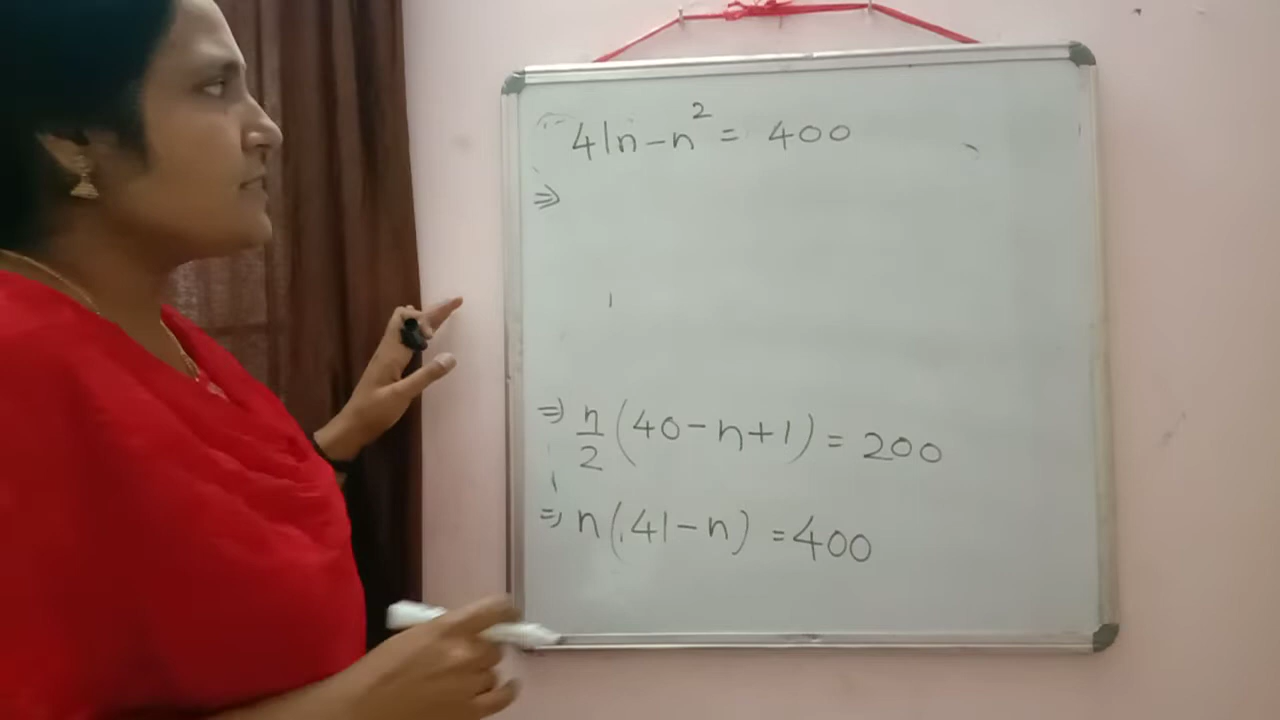 41n-n² = 400
⇒
⇒ n/2 (40-n+1) = 200
⇒ n(41-n) = 400